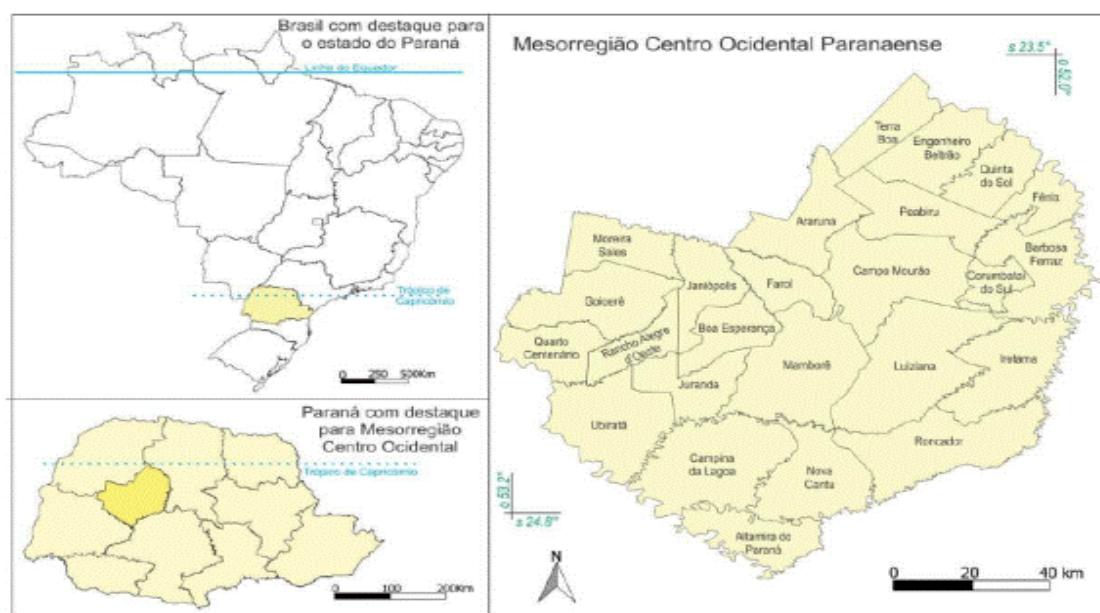 Brasil com destaque para
o estado do Paraná
Linha do Equador
Trópico de
Capricórnio
0 250 500Km
Paraná com destaque
para Mesorregião
Centro Ocidental
Trópico de Capricórnio
0 100 200Km
Mesorregião Centro Ocidental Paranaense
s 23.5°
o 52.0°
Terra
Boa
Engenheiro
Beltrão
Quinta
do Sol
Fênix
Peabiru
Araruna
Barbosa
Ferraz
Moreira
Sales
Campo Mourão
Corumbataí
do Sul
Janiópolis
Farol
Goioerê
Boa Esperança
Quarto
Centenário
Rancho Alegre
d'Oeste
Mamborê
Luiziana
Iretama
Juranda
Ubiratã
Roncador
Campina
da Lagoa
Nova
Cantu
o 53.2°
s 24.8°
Altamira do
Paraná
N
0 20 40 km